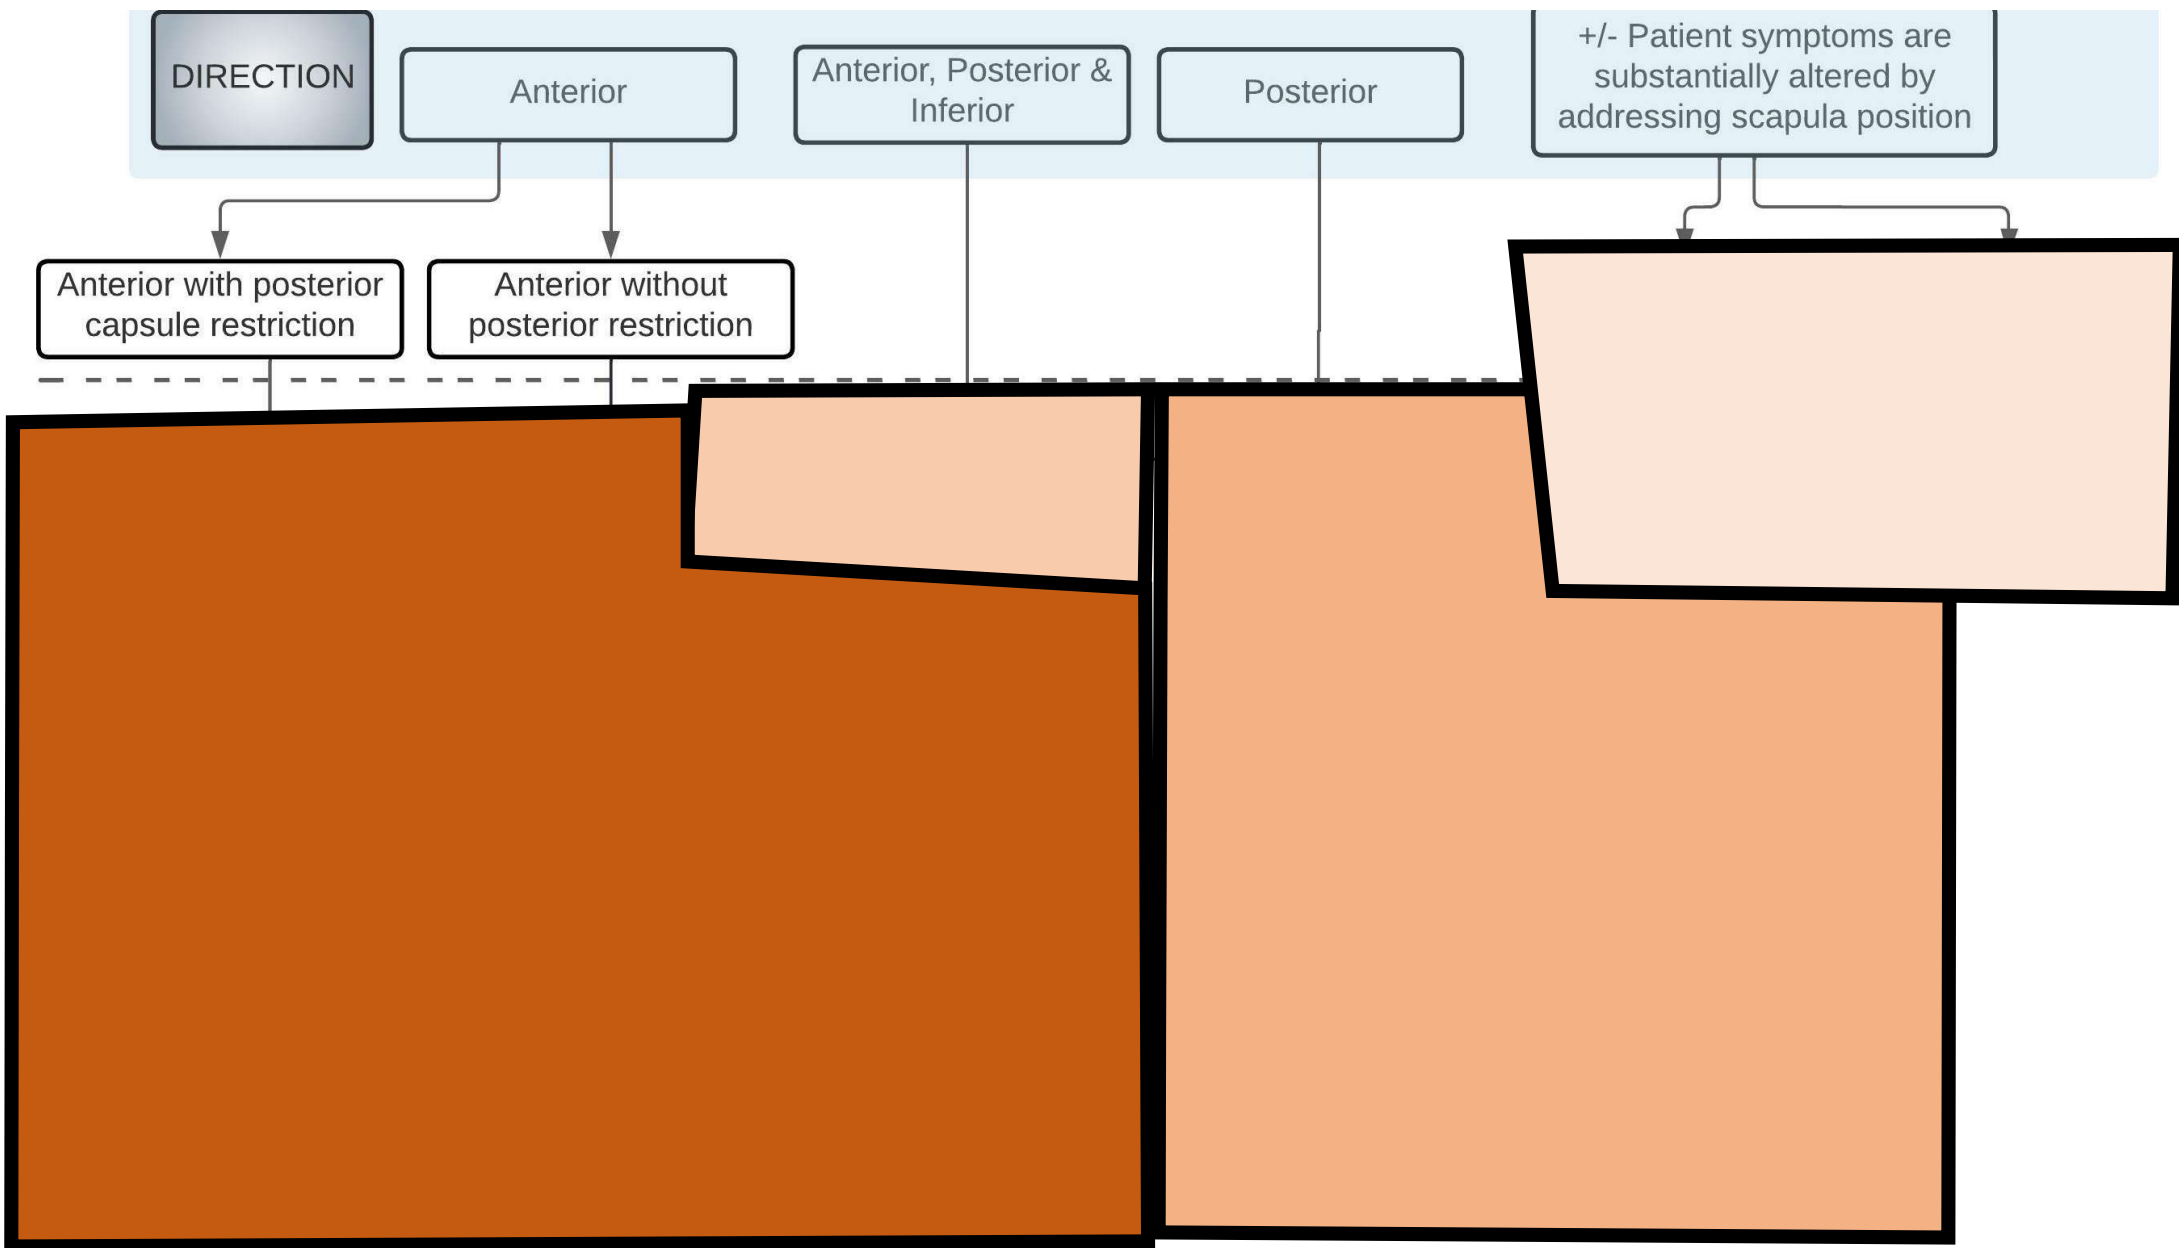 DIRECTION
Anterior
Anterior, Posterior &
Inferior
Posterior
+/- Patient symptoms are
substantially altered by
addressing scapula position
Anterior with posterior
capsule restriction
Anterior without
posterior restriction